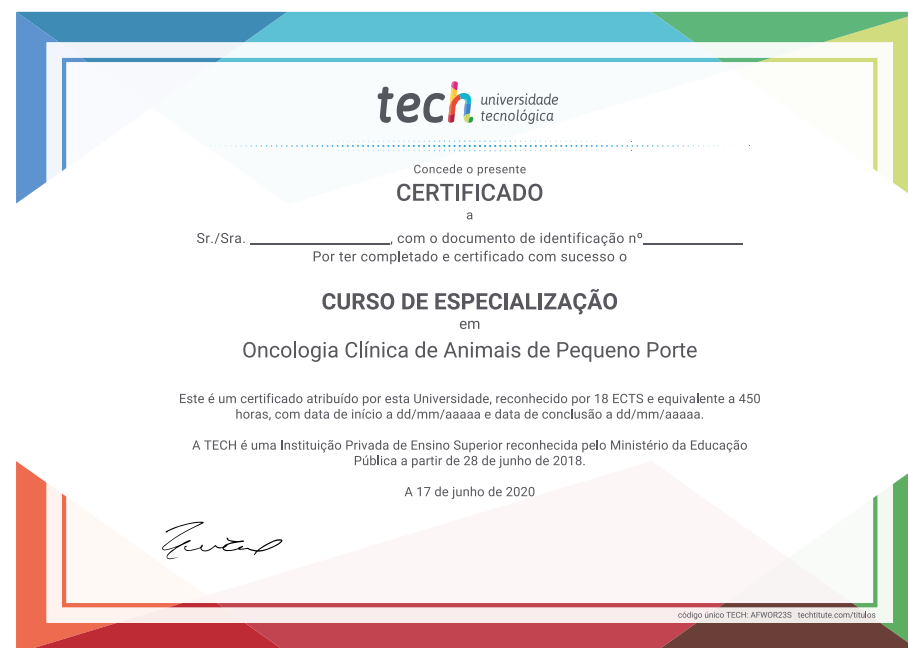 tech universidade
tecnológica
Concede o presente
CERTIFICADO
a
Sr./Sra. ____________________, com o documento de identificação nº______________
Por ter completado e certificado com sucesso o
CURSO DE ESPECIALIZAÇÃO
em
Oncologia Clínica de Animais de Pequeno Porte
Este é um certificado atribuído por esta Universidade, reconhecido por 18 ECTS e equivalente a 450
horas, com data de início a dd/mm/aaaaa e data de conclusão a dd/mm/aaaaa.
A TECH é uma Instituição Privada de Ensino Superior reconhecida pelo Ministério da Educação
Pública a partir de 28 de junho de 2018.
A 17 de junho de 2020
código único TECH: AFWOR23S techtitute.com/titulos